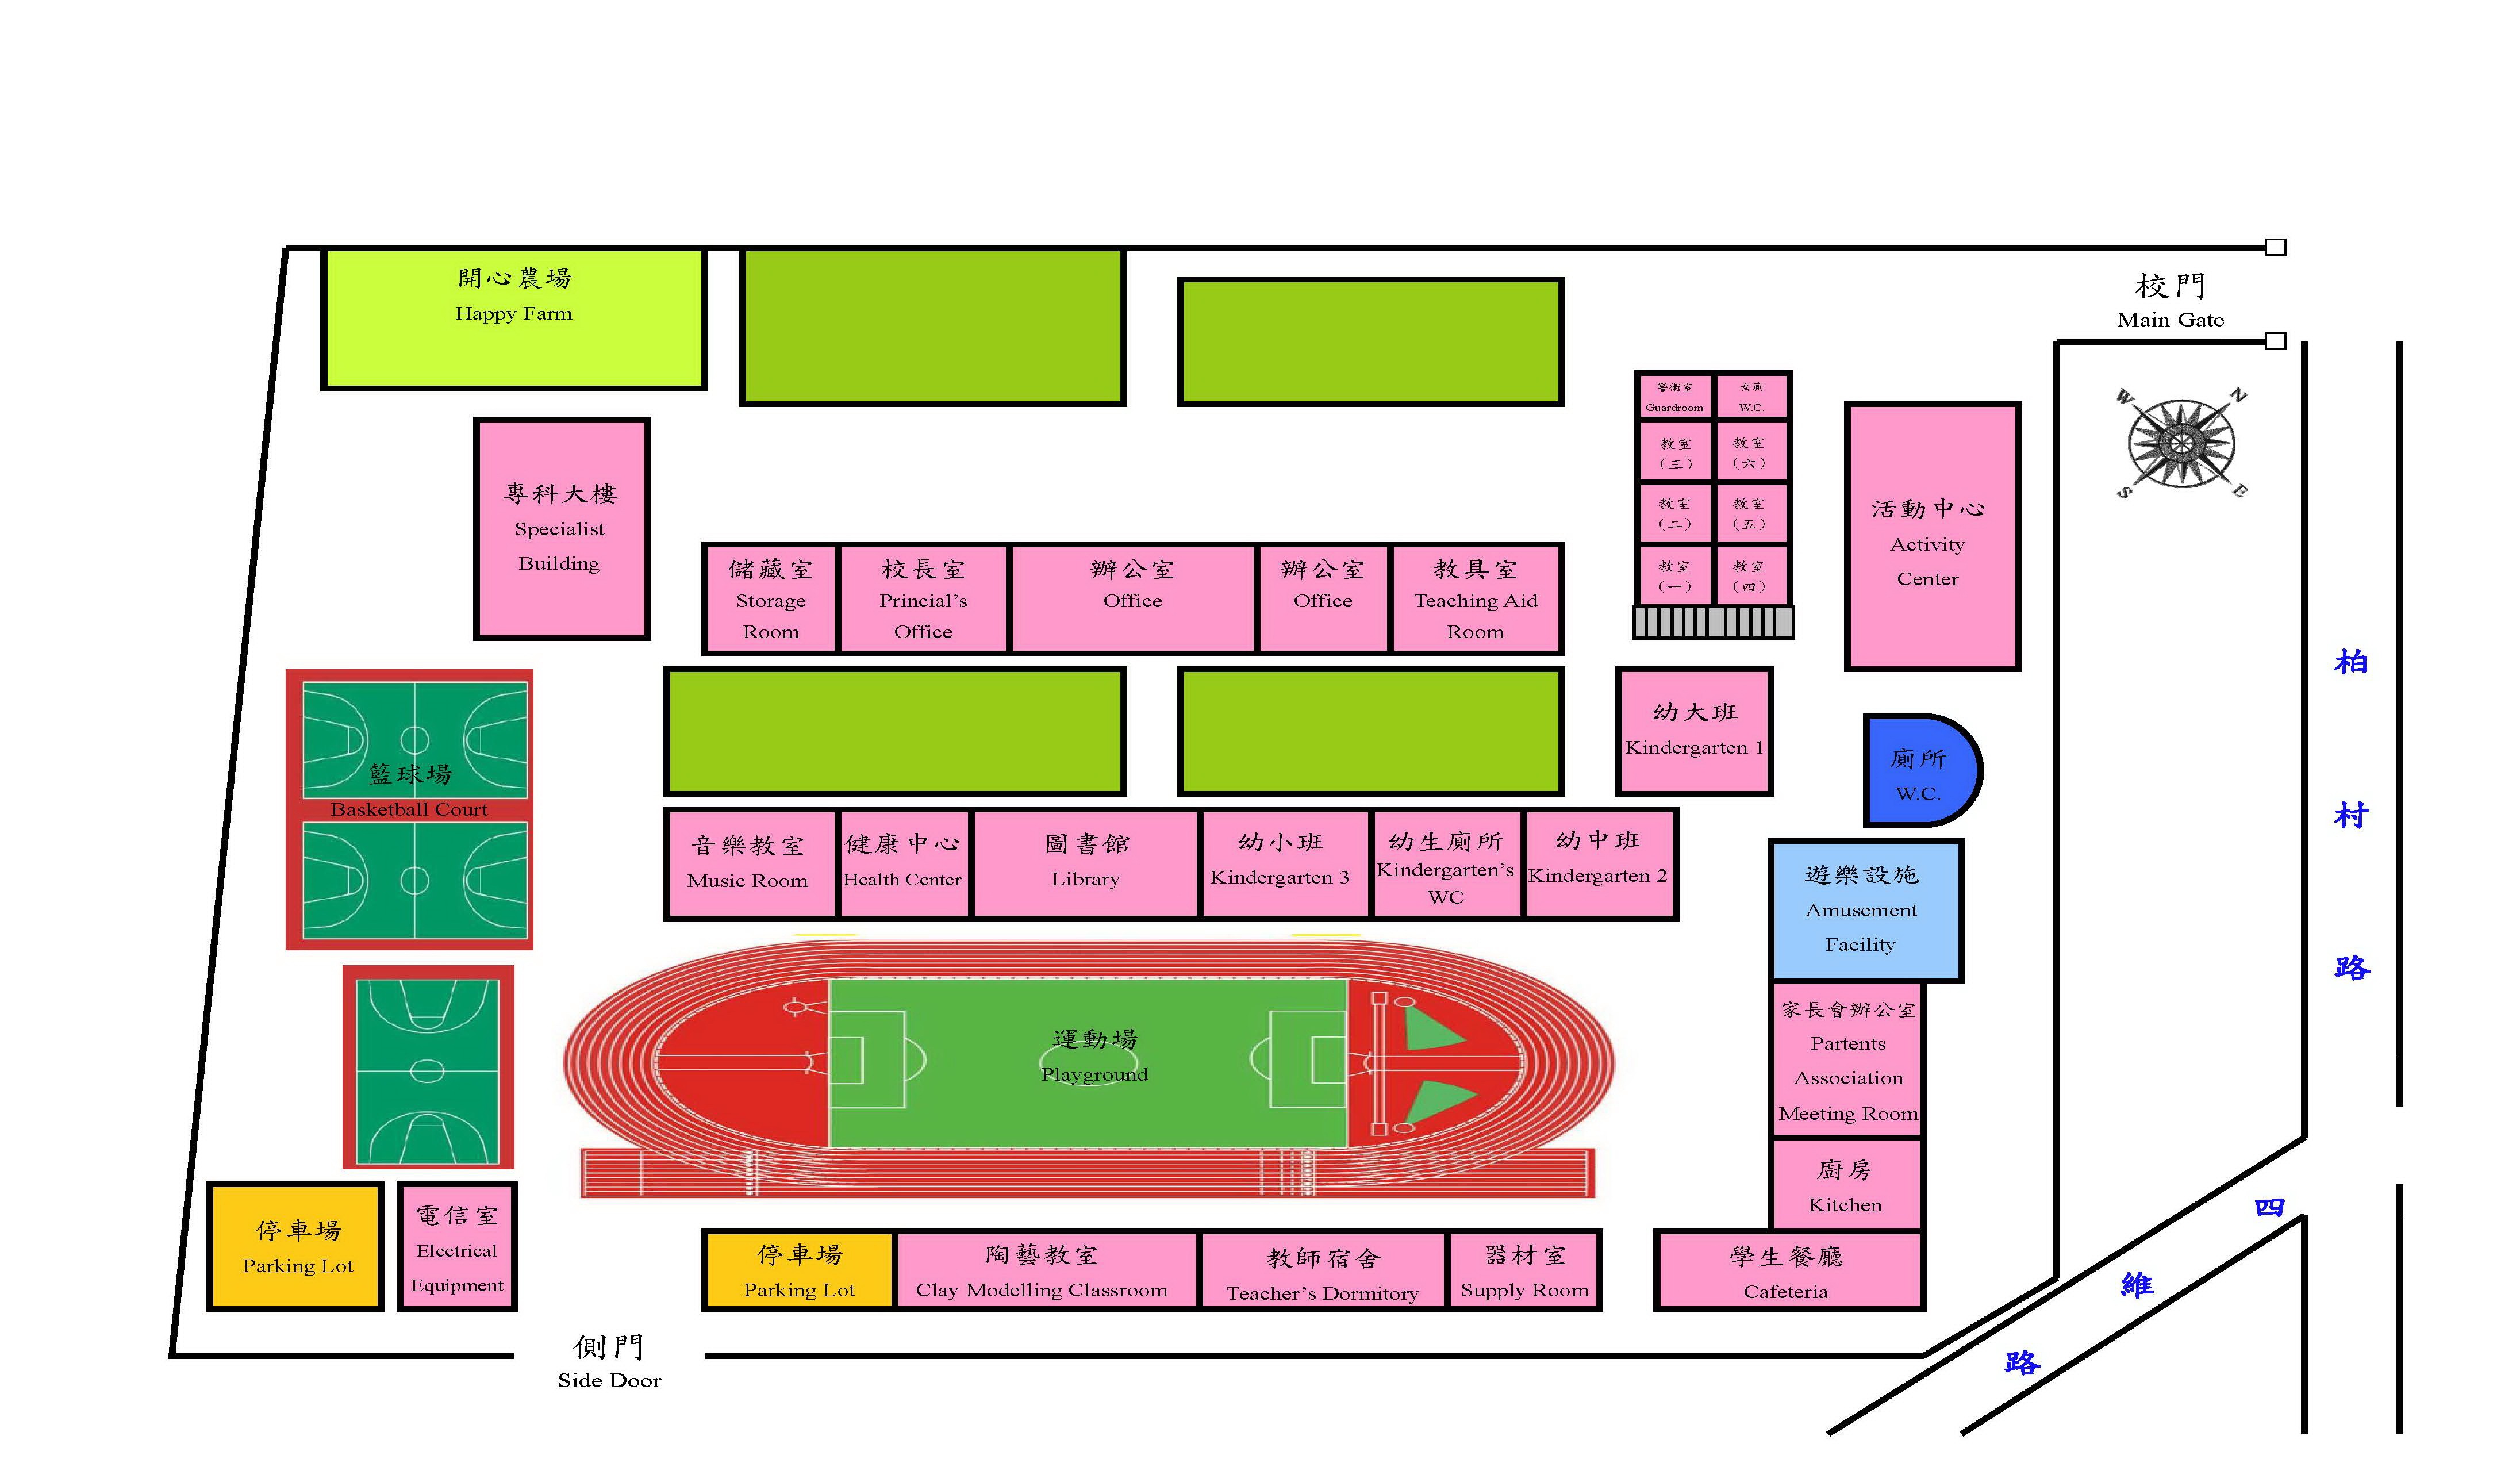 開心農場
Happy Farm
校門
Main Gate
W
N
S
E
警衛室
Guardroom
女廁
W.C.
教室
（三）
教室
（六）
教室
（二）
教室
（五）
教室
（一）
教室
（四）
活動中心
Activity
Center
專科大樓
Specialist
Building
儲藏室
Storage
Room
校長室
Princial’s
Office
辦公室
Office
辦公室
Office
教具室
Teaching Aid
Room
幼大班
Kindergarten 1
廁所
W.C.
籃球場
Basketball Court
音樂教室
Music Room
健康中心
Health Center
圖書館
Library
幼小班
Kindergarten 3
幼生廁所
Kindergarten’s
WC
幼中班
Kindergarten 2
遊樂設施
Amusement
Facility
家長會辦公室
Partents
Association
Meeting Room
廚房
Kitchen
運動場
Playground
停車場
Parking Lot
電信室
Electrical
Equipment
停車場
Parking Lot
陶藝教室
Clay Modelling Classroom
教師宿舍
Teacher’s Dormitory
器材室
Supply Room
學生餐廳
Cafeteria
側門
Side Door
柏村路
四維路